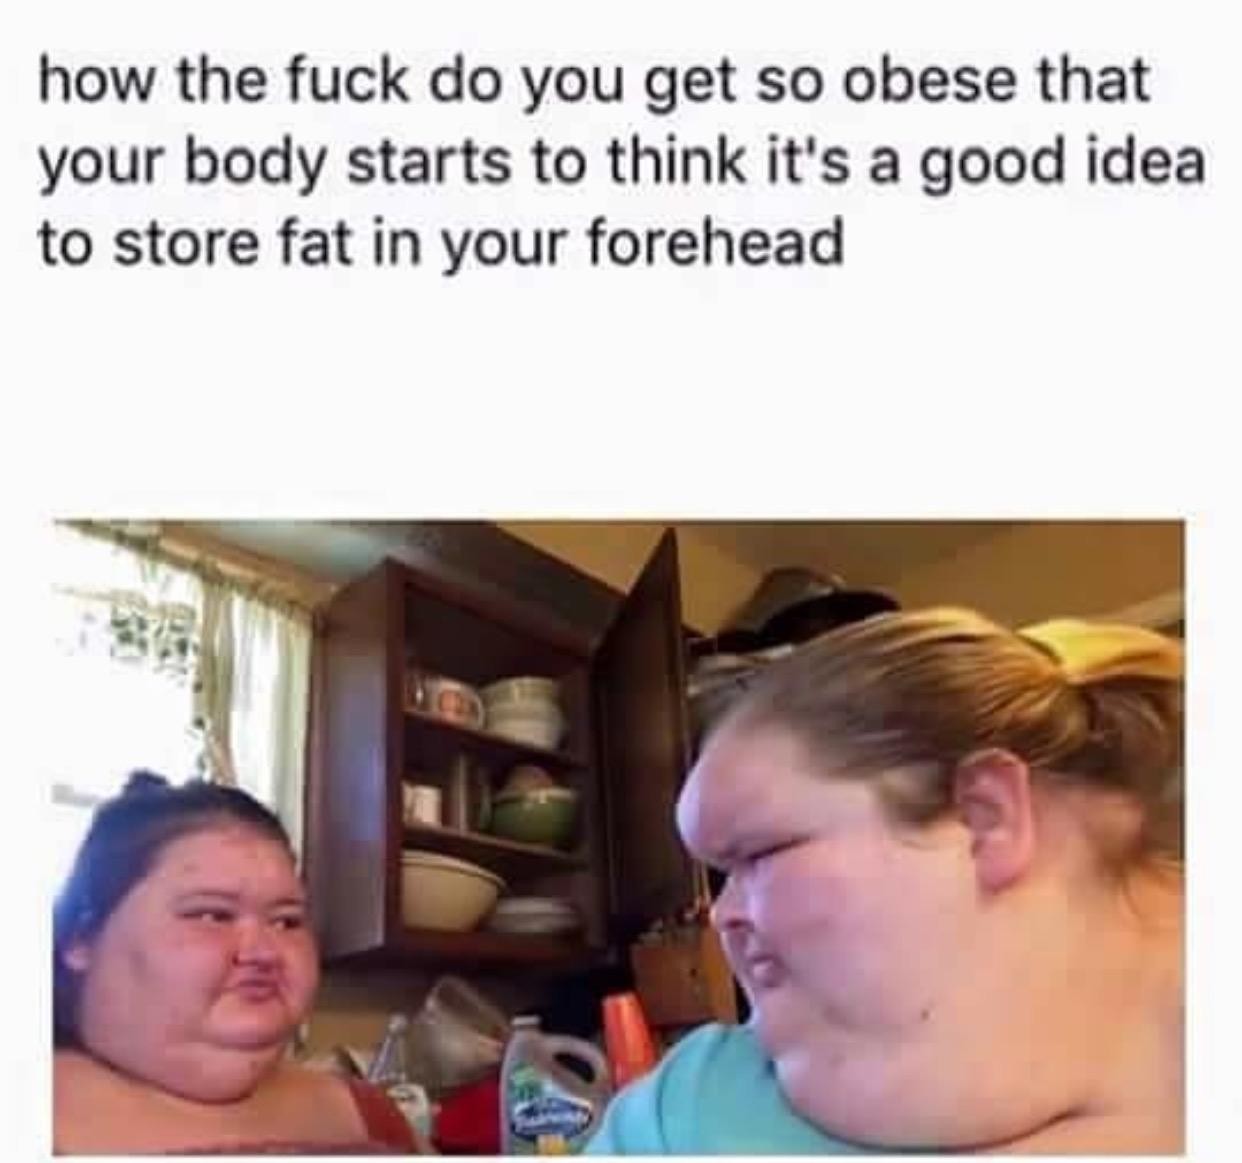 how the fuck do you get so obese that
your body starts to think it's a good idea
to store fat in your forehead